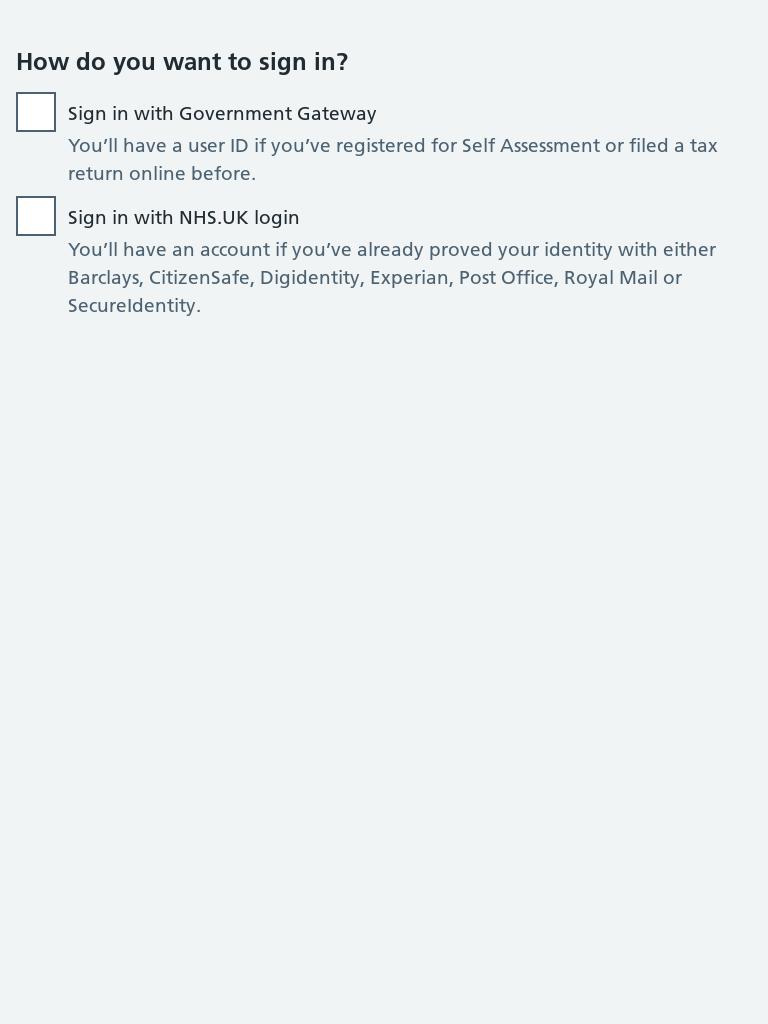 How do you want to sign in?
Sign in with Government Gateway
You’ll have a user ID if you’ve registered for Self Assessment or filed a tax
return online before.
Sign in with NHS.UK login
You’ll have an account if you’ve already proved your identity with either
Barclays, CitizenSafe, Digidentity, Experian, Post Office, Royal Mail or
SecureIdentity.